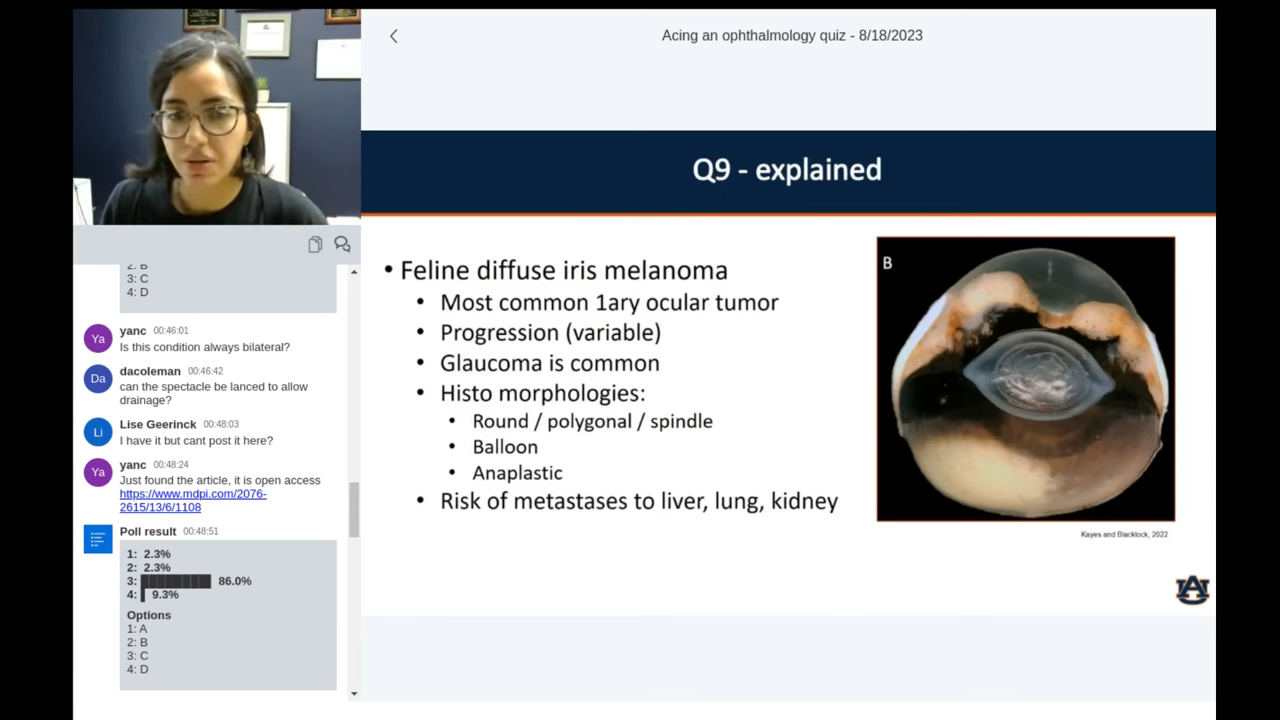 Acing an ophthalmology quiz - 8/18/2023
Q9 - explained
• Feline diffuse iris melanoma
• Most common 1ary ocular tumor
• Progression (variable)
• Glaucoma is common
• Histo morphologies:
• Round / polygonal / spindle
• Balloon
• Anaplastic
• Risk of metastases to liver, lung, kidney
B
Kayes and Blacklock, 2022
AU
2: B
3: C
4: D
Ya
yanc 00:46:01
Is this condition always bilateral?
Da
dacoleman 00:46:42
can the spectacle be lanced to allow
drainage?
Li
Lise Geerinck 00:48:03
I have it but cant post it here?
Ya
yanc 00:48:24
Just found the article, it is open access
https://www.mdpi.com/2076-
2615/13/6/1108
Poll result 00:48:51
1: 2.3%
2: 2.3%
3: 86.0%
4: 9.3%
Options
1: A
2: B
3: C
4: D